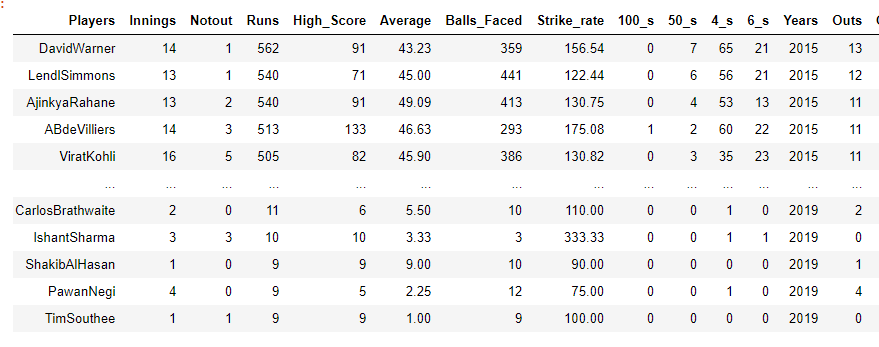 :
Players Innings Notout Runs High_Score Average Balls_Faced Strike_rate 100_s 50_s 4_s 6_s Years Outs
DavidWarner 14 1 562 91 43.23 359 156.54 0 7 65 21 2015 13
LendlSimmons 13 1 540 71 45.00 441 122.44 0 6 56 21 2015 12
AjinkyaRahane 13 2 540 91 49.09 413 130.75 0 4 53 13 2015 11
ABdeVilliers 14 3 513 133 46.63 293 175.08 1 2 60 22 2015 11
ViratKohli 16 5 505 82 45.90 386 130.82 0 3 35 23 2015 11
... ... ... ... ... ... ... ... ... ... ... ... ... ...
CarlosBrathwaite 2 0 11 6 5.50 10 110.00 0 0 1 0 2019 2
IshantSharma 3 3 10 10 3.33 3 333.33 0 0 1 1 2019 0
ShakibAlHasan 1 0 9 9 9.00 10 90.00 0 0 0 0 2019 1
PawanNegi 4 0 9 5 2.25 12 75.00 0 0 1 0 2019 4
TimSouthee 1 1 9 9 1.00 9 100.00 0 0 0 0 2019 0